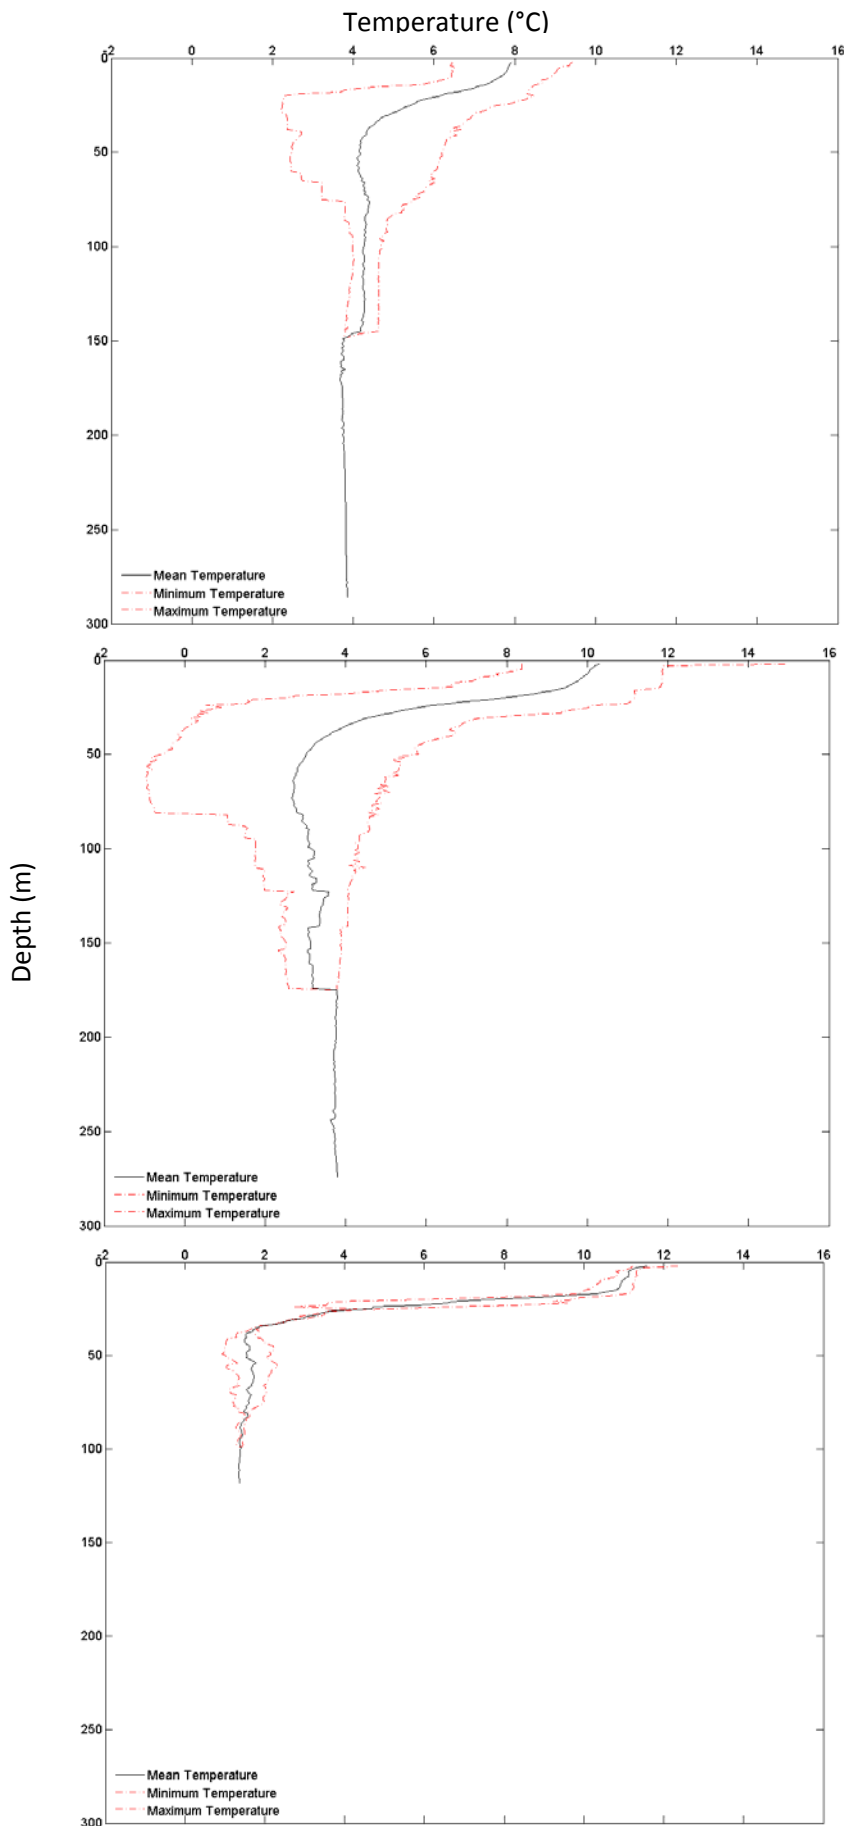 Temperature (°C)
-2 0 2 4 6 8 10 12 14 16
0
50
100
150
200
250
300
Mean Temperature
Minimum Temperature
Maximum Temperature
-2 0 2 4 6 8 10 12 14 16
0
50
100
150
200
250
300
Mean Temperature
Minimum Temperature
Maximum Temperature
Depth (m)
-2 0 2 4 6 8 10 12 14 16
0
50
100
150
200
250
300
Mean Temperature
Minimum Temperature
Maximum Temperature